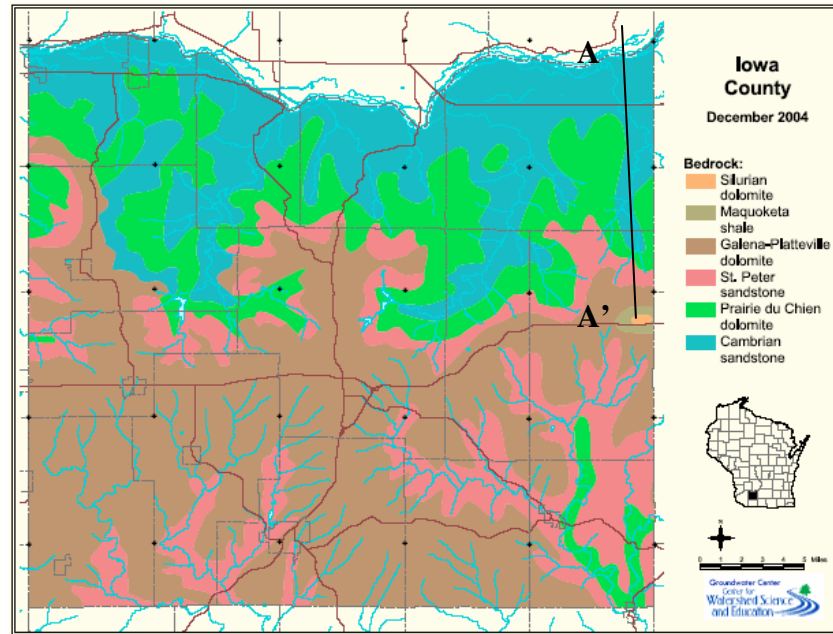 A
A’
Iowa
County
December 2004
Bedrock:
Silurian
dolomite
Maquoketa
shale
Galena-Platteville
dolomite
St. Peter
sandstone
Prairie du Chien
dolomite
Cambrian
sandstone
N
0 1 2 3 4 5 Miles
Groundwater Center
Center for
Watershed Science
and Education